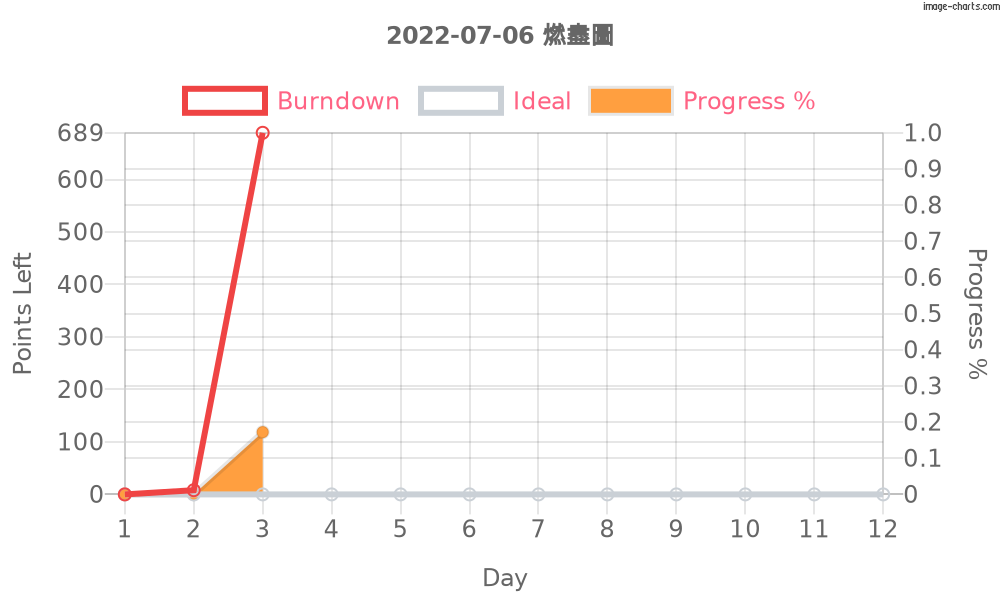 image-charts.com
2022-07-06 燃盡圖
Burndown Ideal Progress %
689 1.0
600 0.9
500 0.8
400 0.7
300 0.6
200 0.5
100 0.4
0 0.3
0.2
0.1
0
Points Left
Progress %
1 2 3 4 5 6 7 8 9 10 11 12
Day